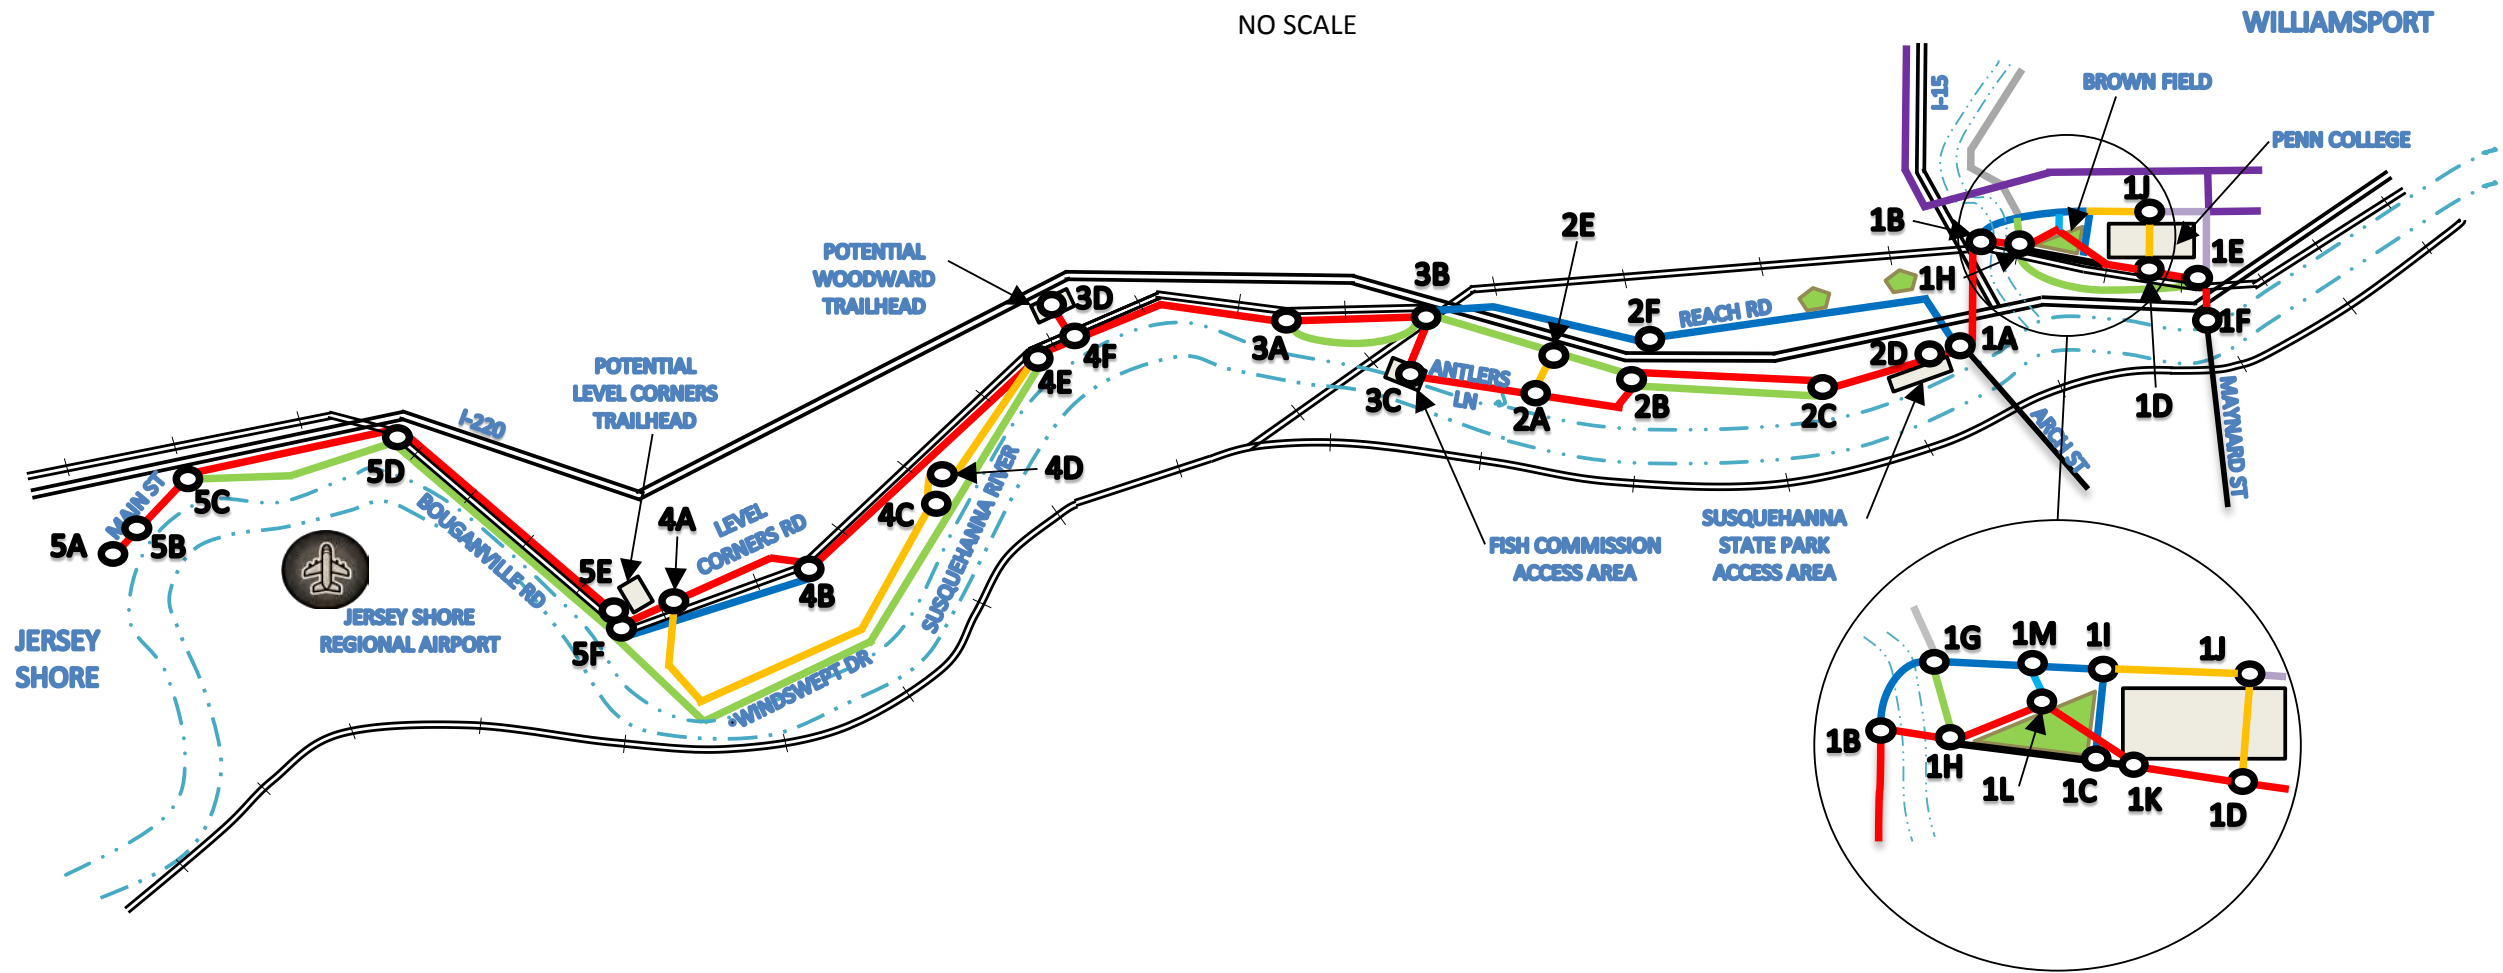 NO SCALE
WILLIAMSPORT
I-15
BROWN FIELD
PENN COLLEGE
1J
1B
2E
1E
POTENTIAL
WOODWARD
TRAILHEAD
3B
1H
3D
2F
REACH RD
1F
1A
3A
4F
2D
POTENTIAL
LEVEL CORNERS
TRAILHEAD
4E
ANTLERS
LN
3C
2A
2B
2C
1D
MAYNARD ST
ARCH ST
I-220
5D
4D
MAIN ST
5C
BOUGANVILLE RD
SUSQUEHANNA RIVER
4A
LEVEL
CORNERS RD
4C
5A
5B
FISH COMMISSION
ACCESS AREA
SUSQUEHANNA
STATE PARK
ACCESS AREA
5E
4B
JERSEY SHORE
REGIONAL AIRPORT
JERSEY
SHORE
5F
WINDSWEPT DR
1G
1M
1I
1J
1B
1H
1L
1C
1K
1D